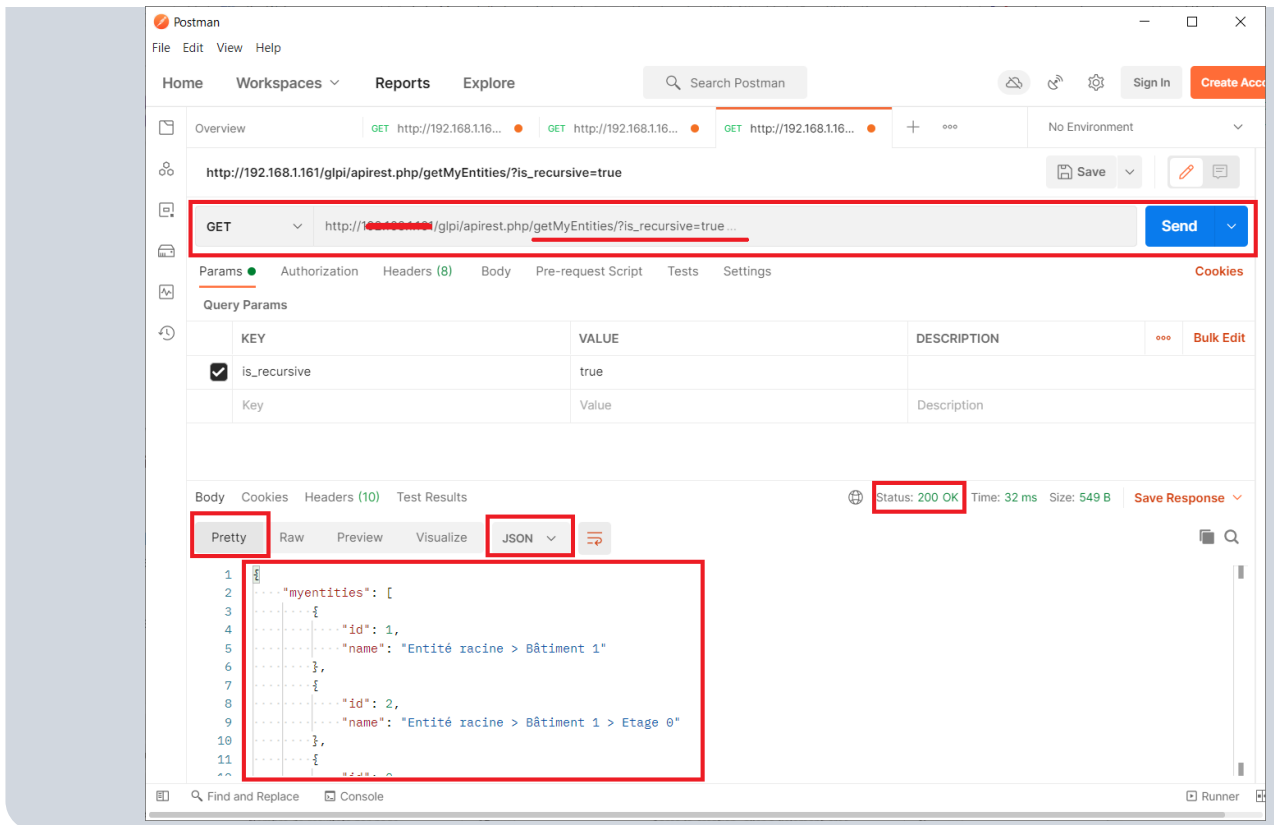 Postman
File Edit View Help
Home Workspaces Reports Explore Search Postman Sign In Create Acco
Overview GET http://192.168.1.16... GET http://192.168.1.16... GET http://192.168.1.16... No Environment
http://192.168.1.161/glpi/apirest.php/getMyEntities/?is_recursive=true Save
GET http:// /glpi/apirest.php/getMyEntities/?is_recursive=true ... Send
Params Authorization Headers (8) Body Pre-request Script Tests Settings Cookies
Query Params
KEY VALUE DESCRIPTION Bulk Edit
is_recursive true
Key Value Description
Body Cookies Headers (10) Test Results Status: 200 OK Time: 32 ms Size: 549 B Save Response
Pretty Raw Preview Visualize JSON
1 {
2 "myentities": [
3 {
4 "id": 1,
5 "name": "Entité racine > Bâtiment 1"
6 },
7 {
8 "id": 2,
9 "name": "Entité racine > Bâtiment 1 > Etage 0"
10 },
11 {
Find and Replace Console Runner